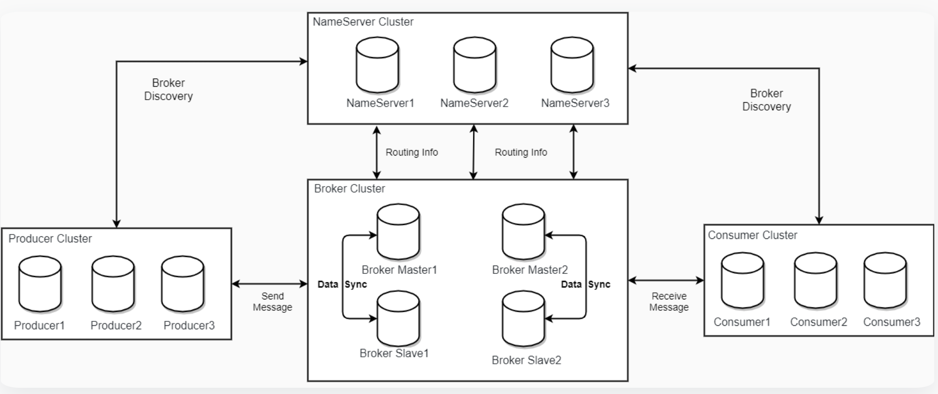 NameServer Cluster
NameServer1
NameServer2
NameServer3
Broker
Discovery
Broker
Discovery
Routing Info
Routing Info
Broker Cluster
Producer Cluster
Producer1
Producer2
Producer3
Send
Message
Broker Master1
Data Sync
Broker Slave1
Broker Master2
Data Sync
Broker Slave2
Receive
Message
Consumer Cluster
Consumer1
Consumer2
Consumer3